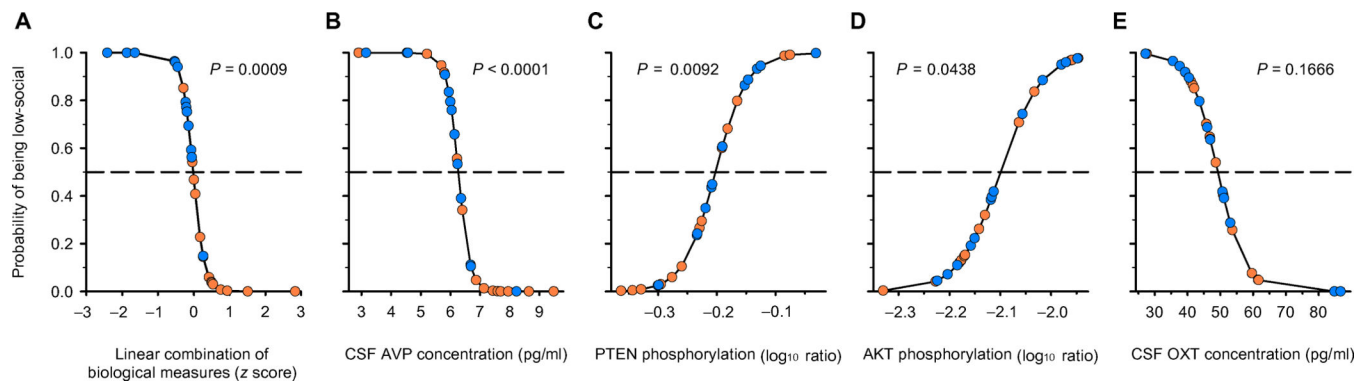 A
B
C
D
E
P = 0.0009
P < 0.0001
P = 0.0092
P = 0.0438
P = 0.1666
Probability of being low-social
1.0
0.8
0.6
0.4
0.2
0.0
−3 −2 −1 0 1 2 3
3 4 5 6 7 8 9
−0.3 −0.2 −0.1
−2.3 −2.2 −2.1 −2.0
30 40 50 60 70 80
Linear combination of
biological measures (z score)
CSF AVP concentration (pg/ml)
PTEN phosphorylation (log₁₀ ratio)
AKT phosphorylation (log₁₀ ratio)
CSF OXT concentration (pg/ml)